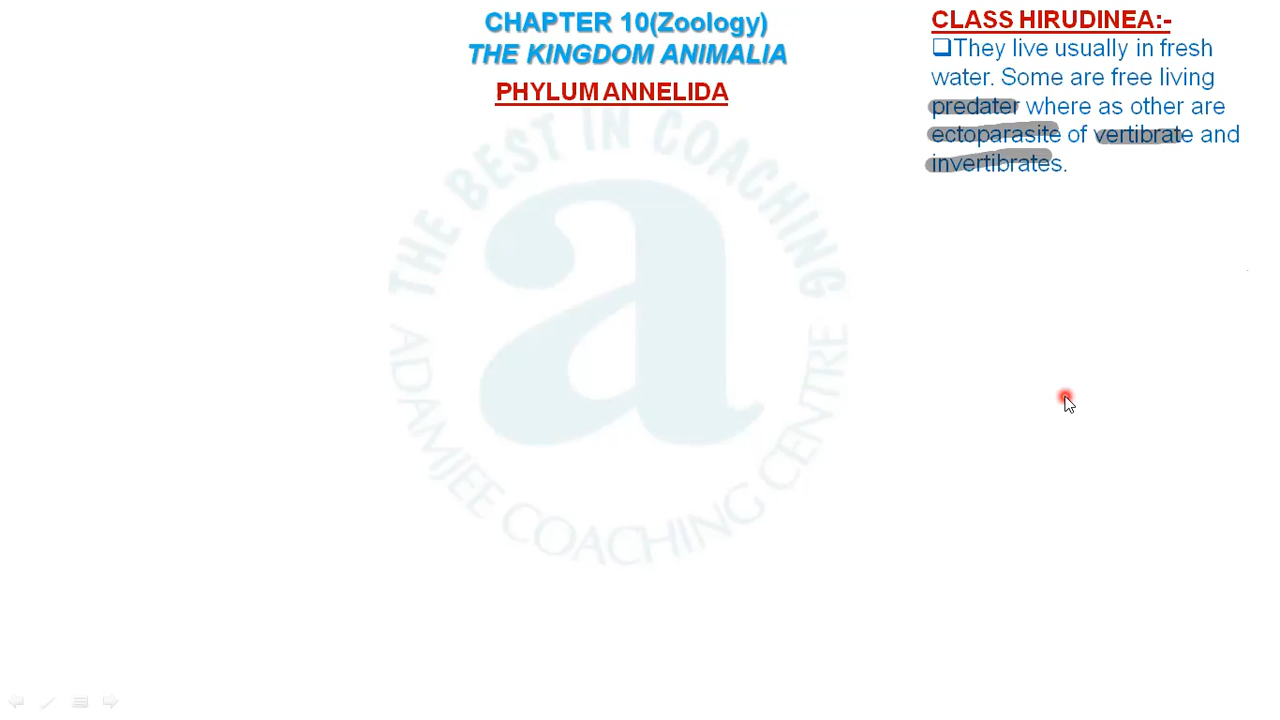 CHAPTER 10(Zoology)
THE KINGDOM ANIMALIA
PHYLUM ANNELIDA
CLASS HIRUDINEA:-
❑They live usually in fresh
water. Some are free living
predater where as other are
ectoparasite of vertibrate and
invertibrates.
THE BEST IN COACHING
a
ADAMJEE COACHING CENTRE